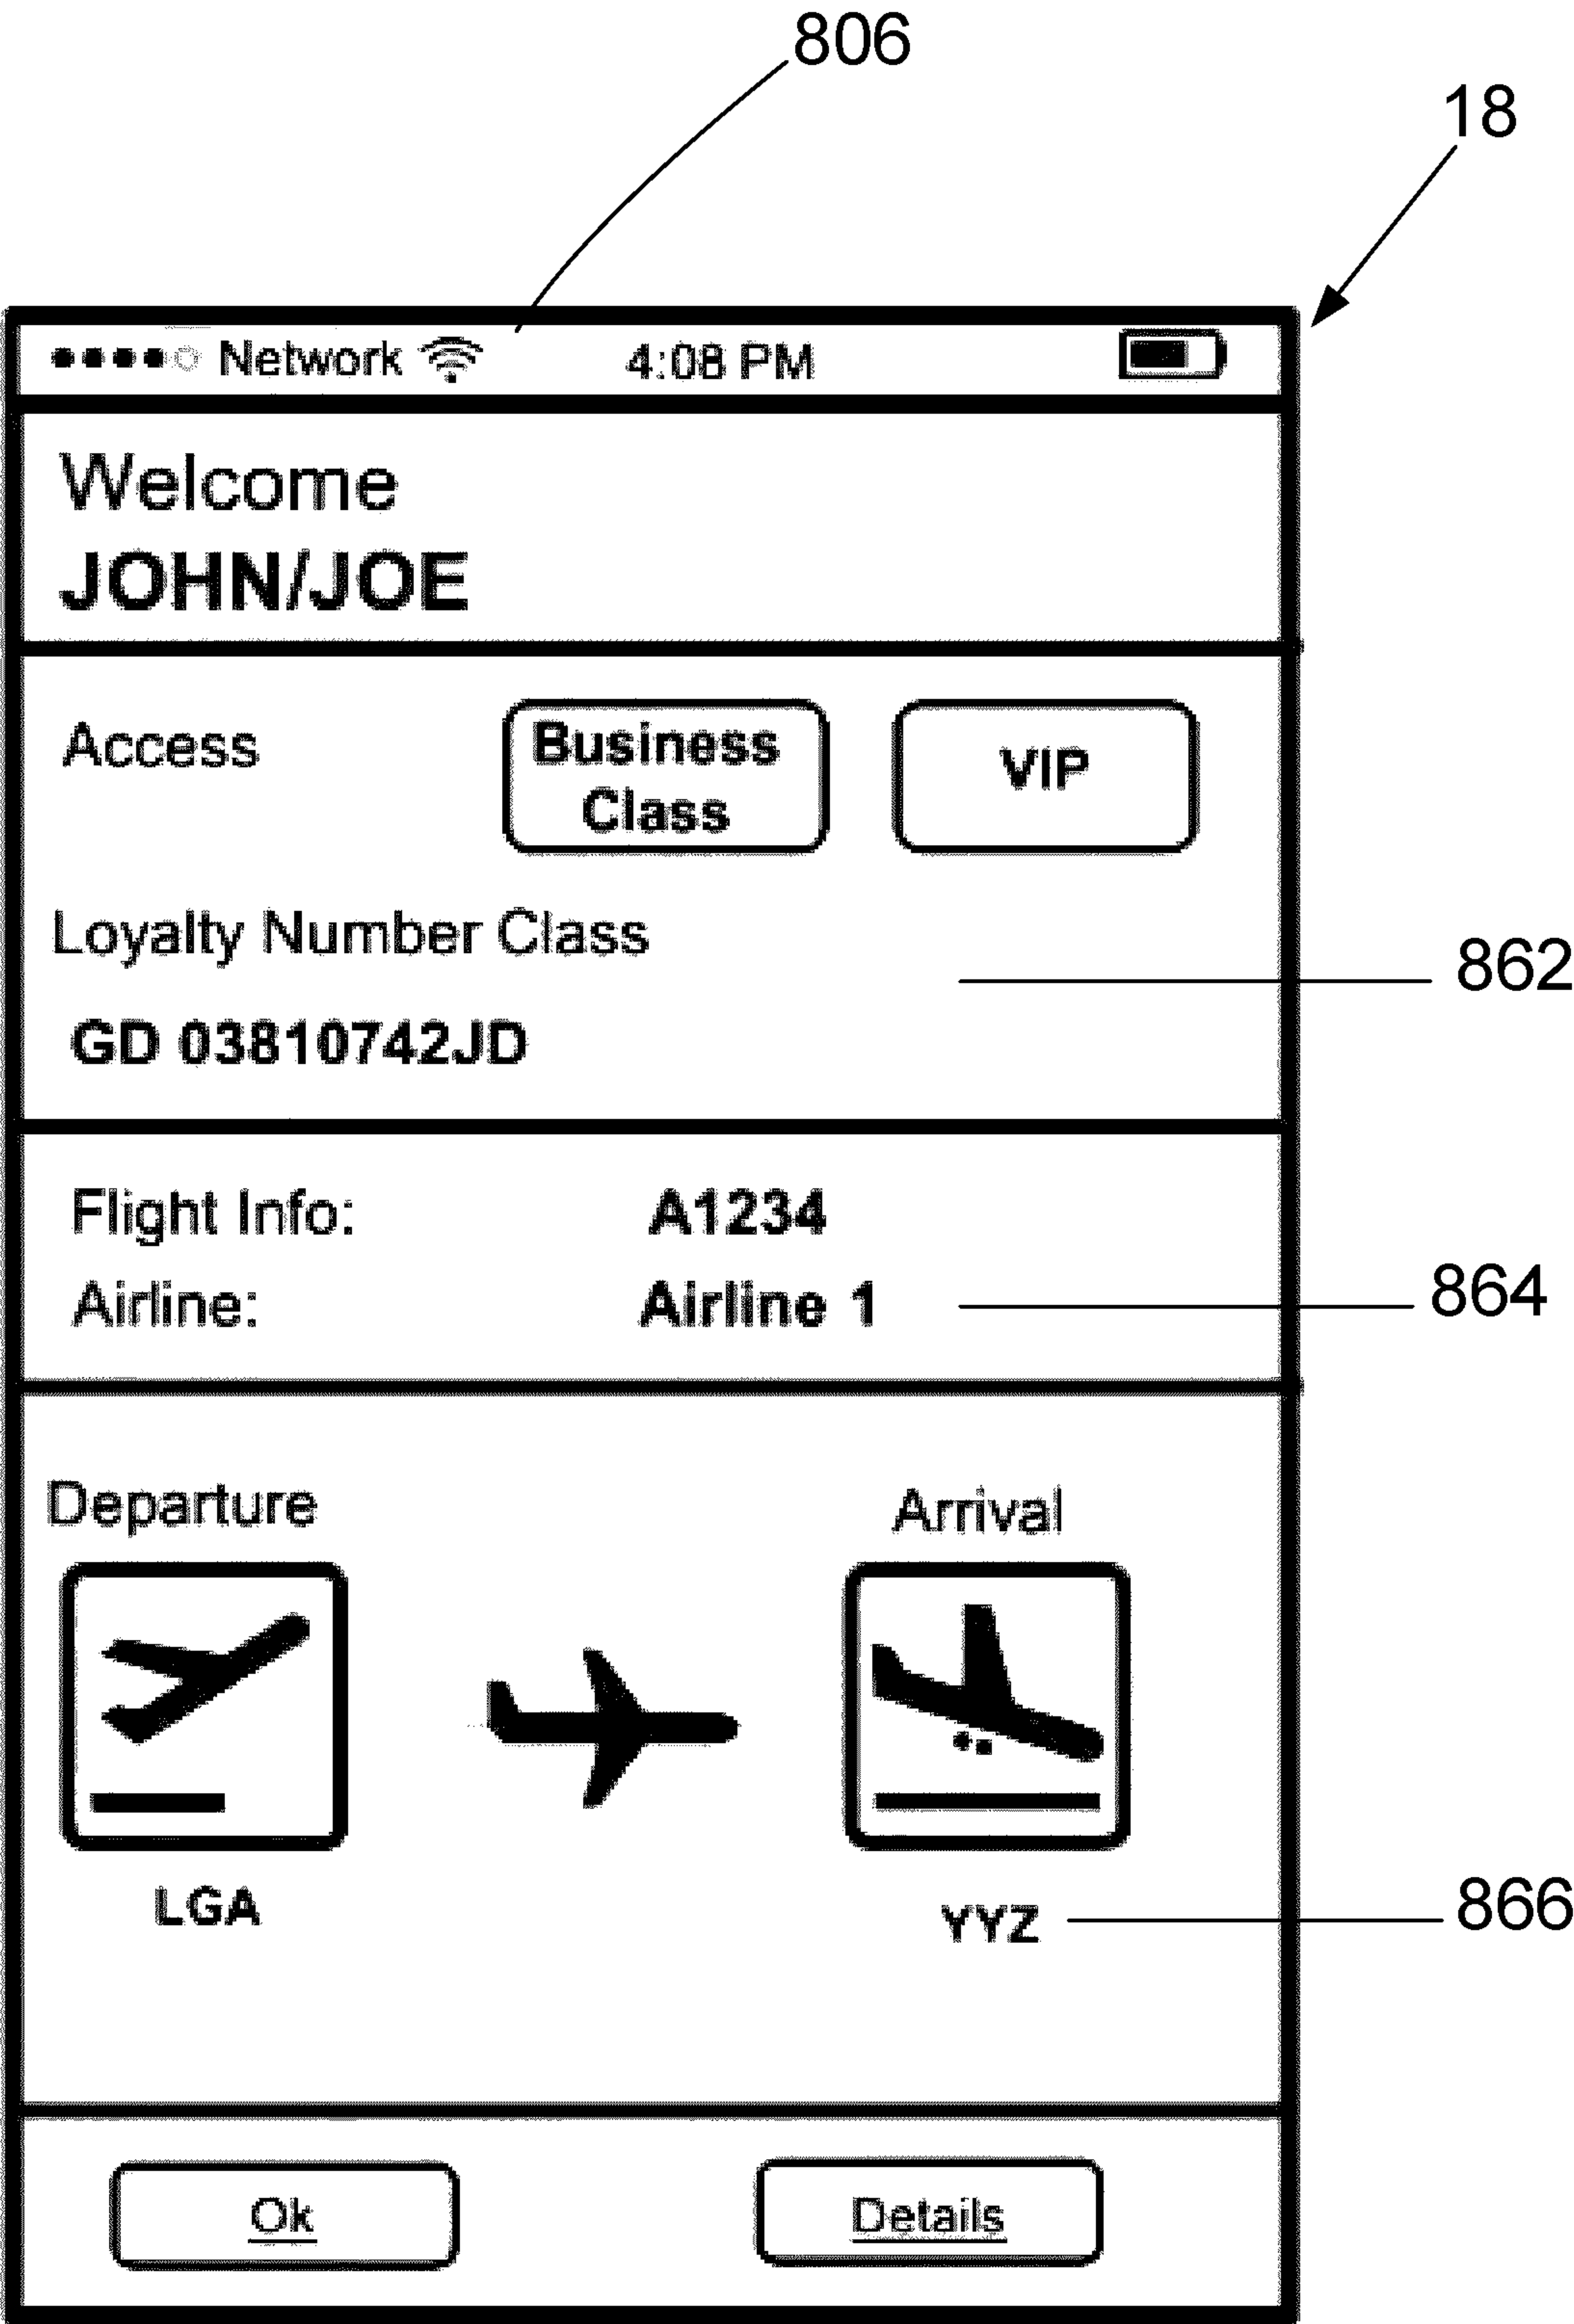 806
18
Network 4:08 PM
Welcome
JOHN/JOE
Access
Business
Class
VIP
Loyalty Number Class
862
GD 03810742JD
Flight Info: A1234
Airline: Airline 1
864
Departure Arrival
LGA YYZ
866
Ok Details